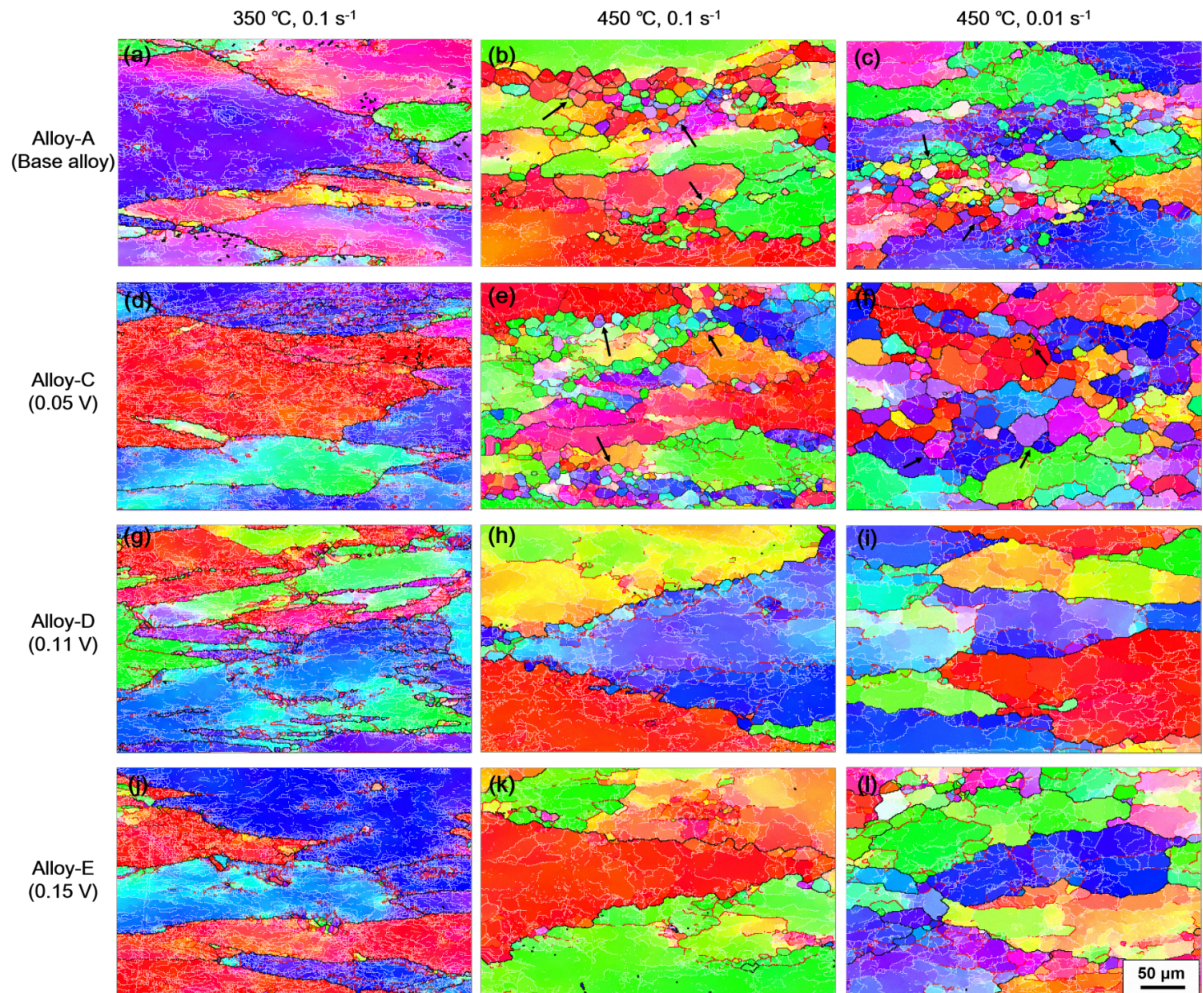 350 ℃, 0.1 s⁻¹
450 ℃, 0.1 s⁻¹
450 ℃, 0.01 s⁻¹
(a)
(b)
(c)
Alloy-A
(Base alloy)
(d)
(e)
(f)
Alloy-C
(0.05 V)
(g)
(h)
(i)
Alloy-D
(0.11 V)
(j)
(k)
(l)
Alloy-E
(0.15 V)
50 µm